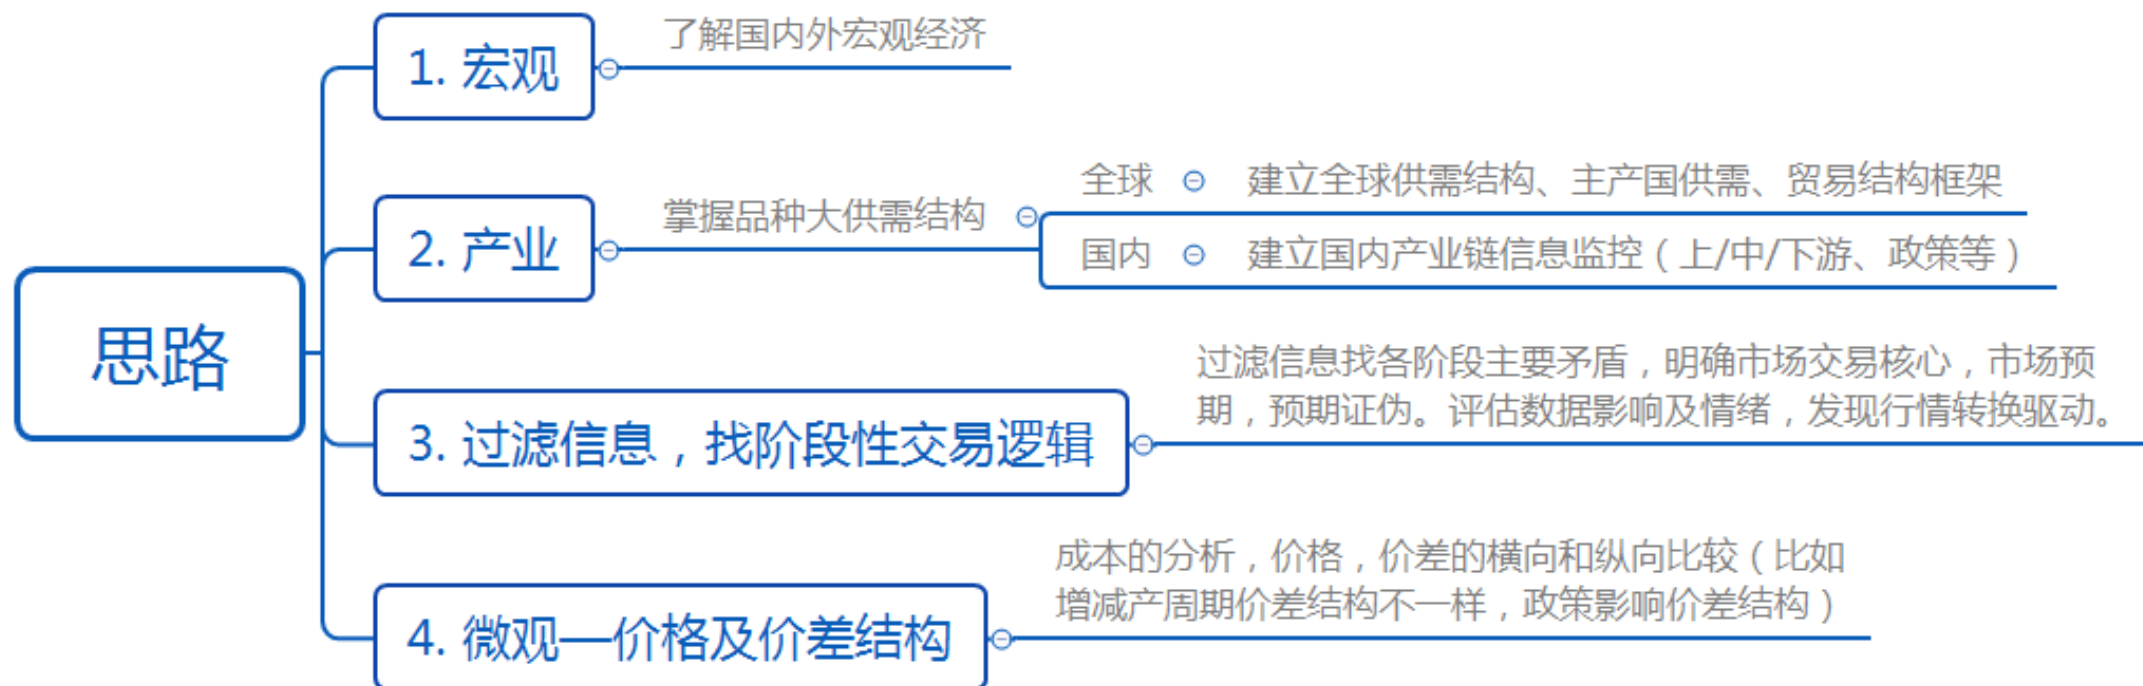 思路
1. 宏观
了解国内外宏观经济
2. 产业
掌握品种大供需结构
全球
建立全球供需结构、主产国供需、贸易结构框架
国内
建立国内产业链信息监控（上/中/下游、政策等）
3. 过滤信息，找阶段性交易逻辑
过滤信息找各阶段主要矛盾，明确市场交易核心，市场预
期，预期证伪。评估数据影响及情绪，发现行情转换驱动。
4. 微观—价格及价差结构
成本的分析，价格，价差的横向和纵向比较（比如
增减产周期价差结构不一样，政策影响价差结构）